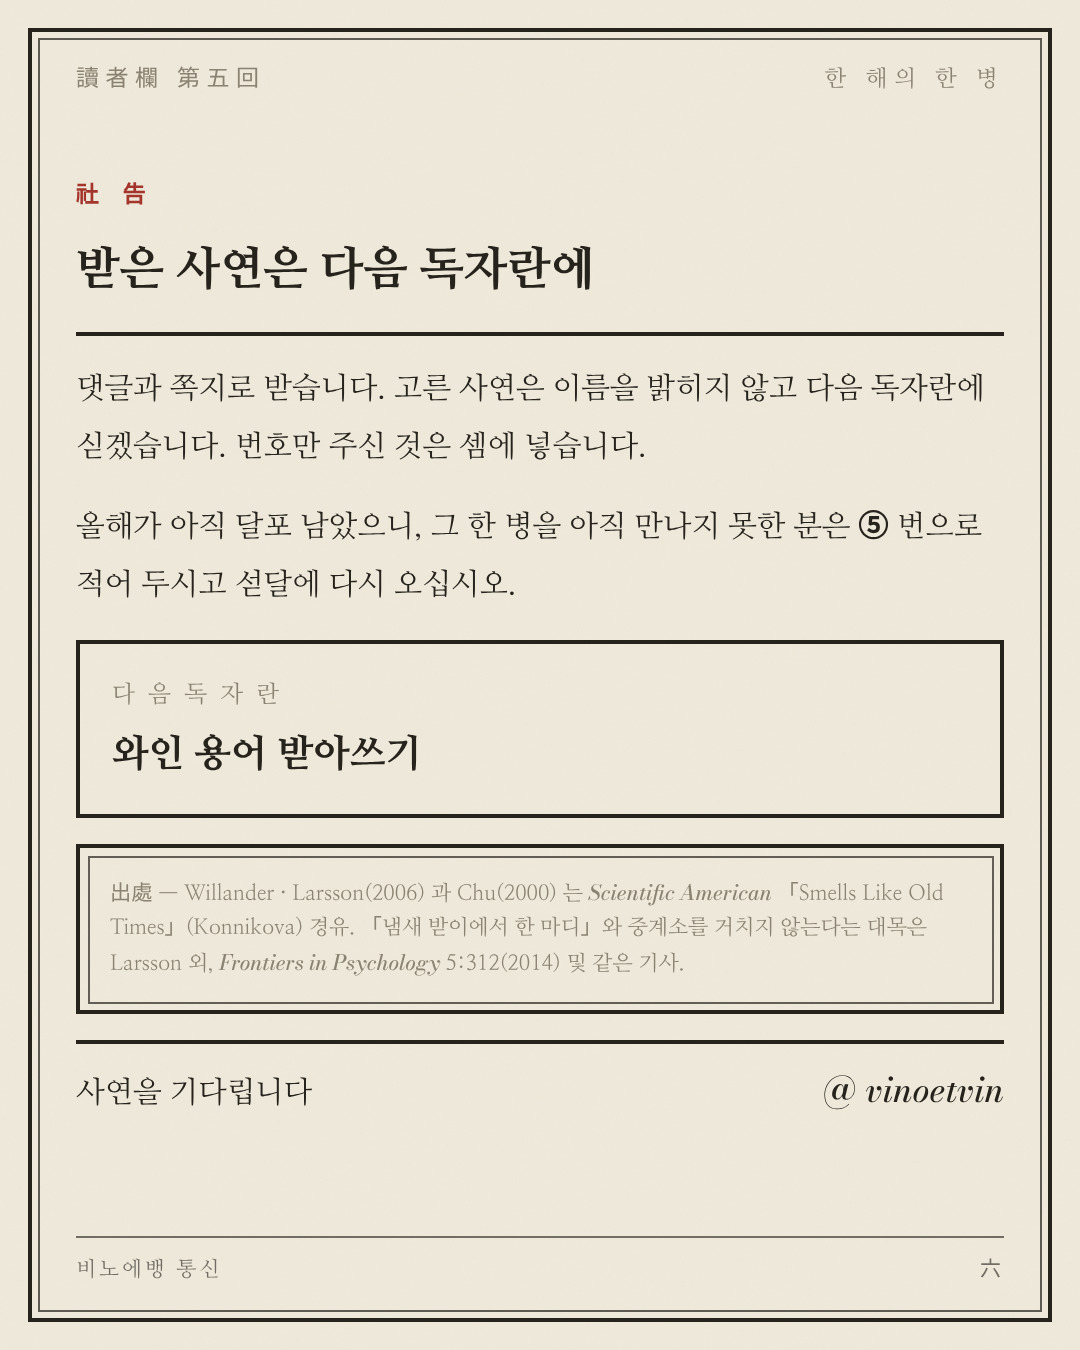 讀者欄 第五回
한 해의 한 병
社 告
받은 사연은 다음 독자란에
댓글과 쪽지로 받습니다. 고른 사연은 이름을 밝히지 않고 다음 독자란에
싣겠습니다. 번호만 주신 것은 셈에 넣습니다.
올해가 아직 달포 남았으니, 그 한 병을 아직 만나지 못한 분은 ⑤ 번으로
적어 두시고 섣달에 다시 오십시오.
다음독자란
와인 용어 받아쓰기
出處 — Willander · Larsson(2006) 과 Chu(2000) 는 Scientific American 「Smells Like Old
Times」(Konnikova) 경유. 「냄새 받이에서 한 마디」와 중계소를 거치지 않는다는 대목은
Larsson 외, Frontiers in Psychology 5:312(2014) 및 같은 기사.
사연을 기다립니다
@ vinoetvin
비노에뱅 통신
六